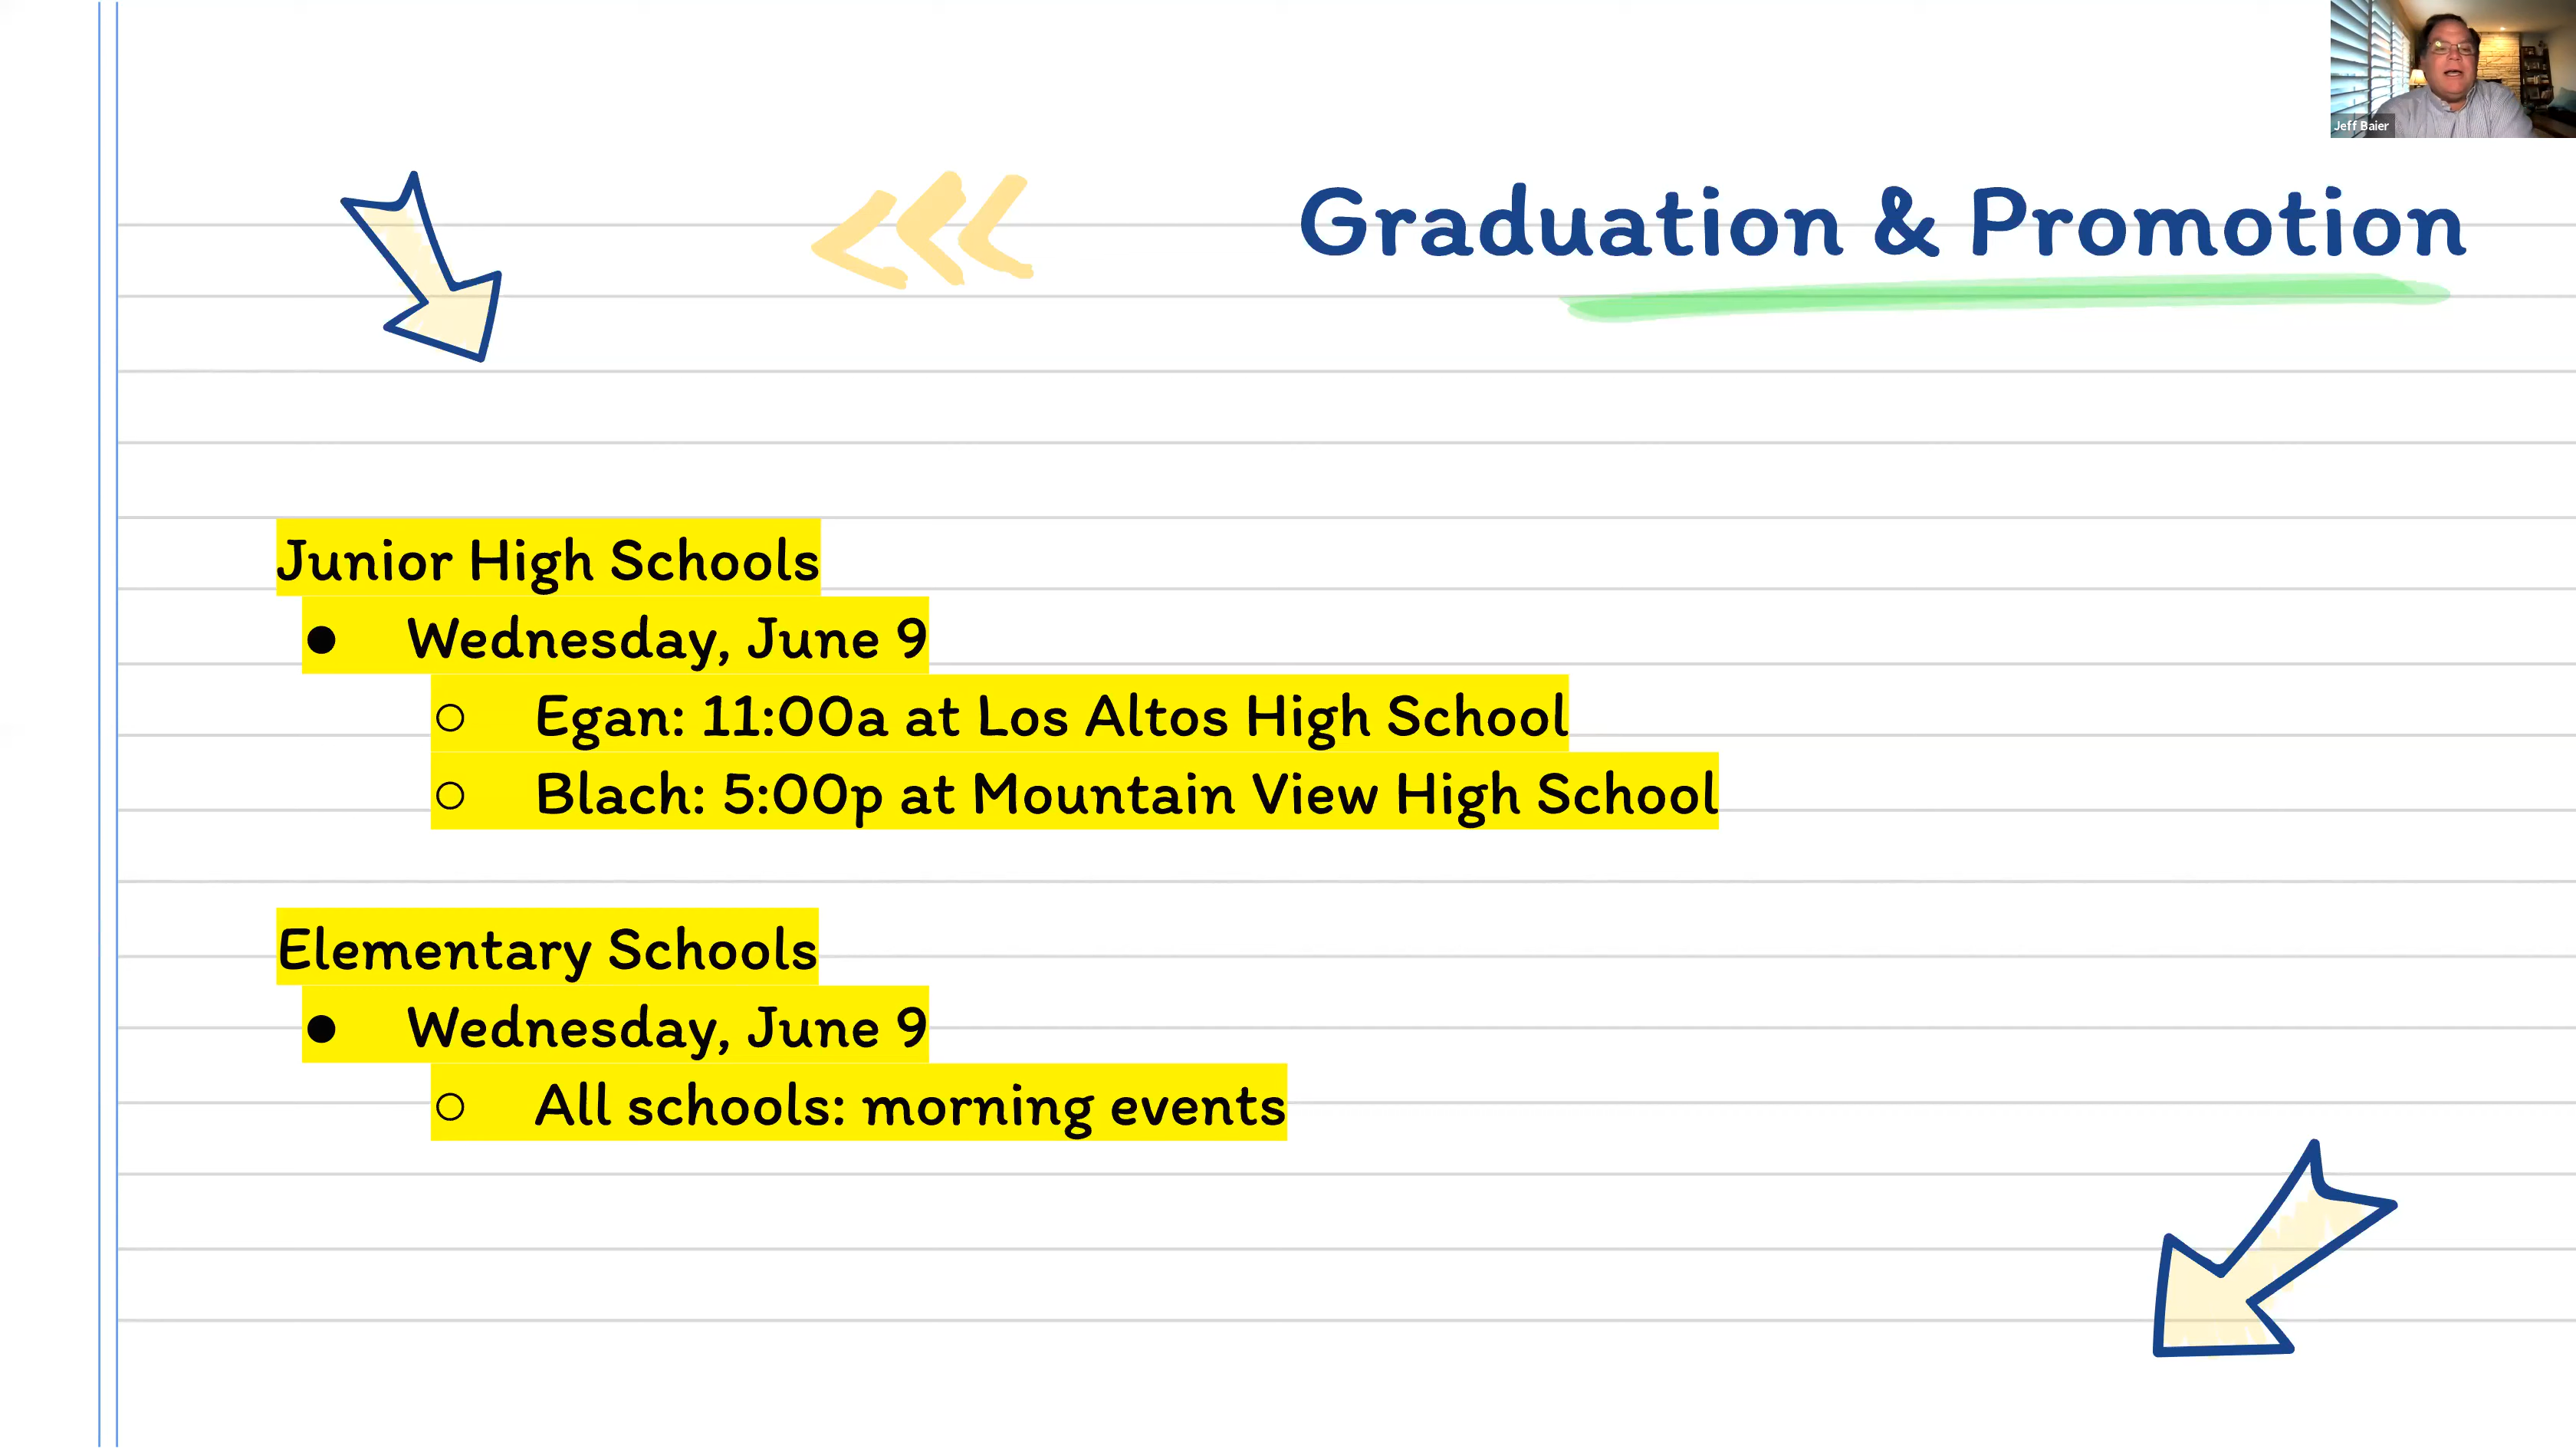 Jeff Baier
Graduation & Promotion
Junior High Schools
● Wednesday, June 9
○ Egan: 11:00a at Los Altos High School
○ Blach: 5:00p at Mountain View High School
Elementary Schools
● Wednesday, June 9
○ All schools: morning events